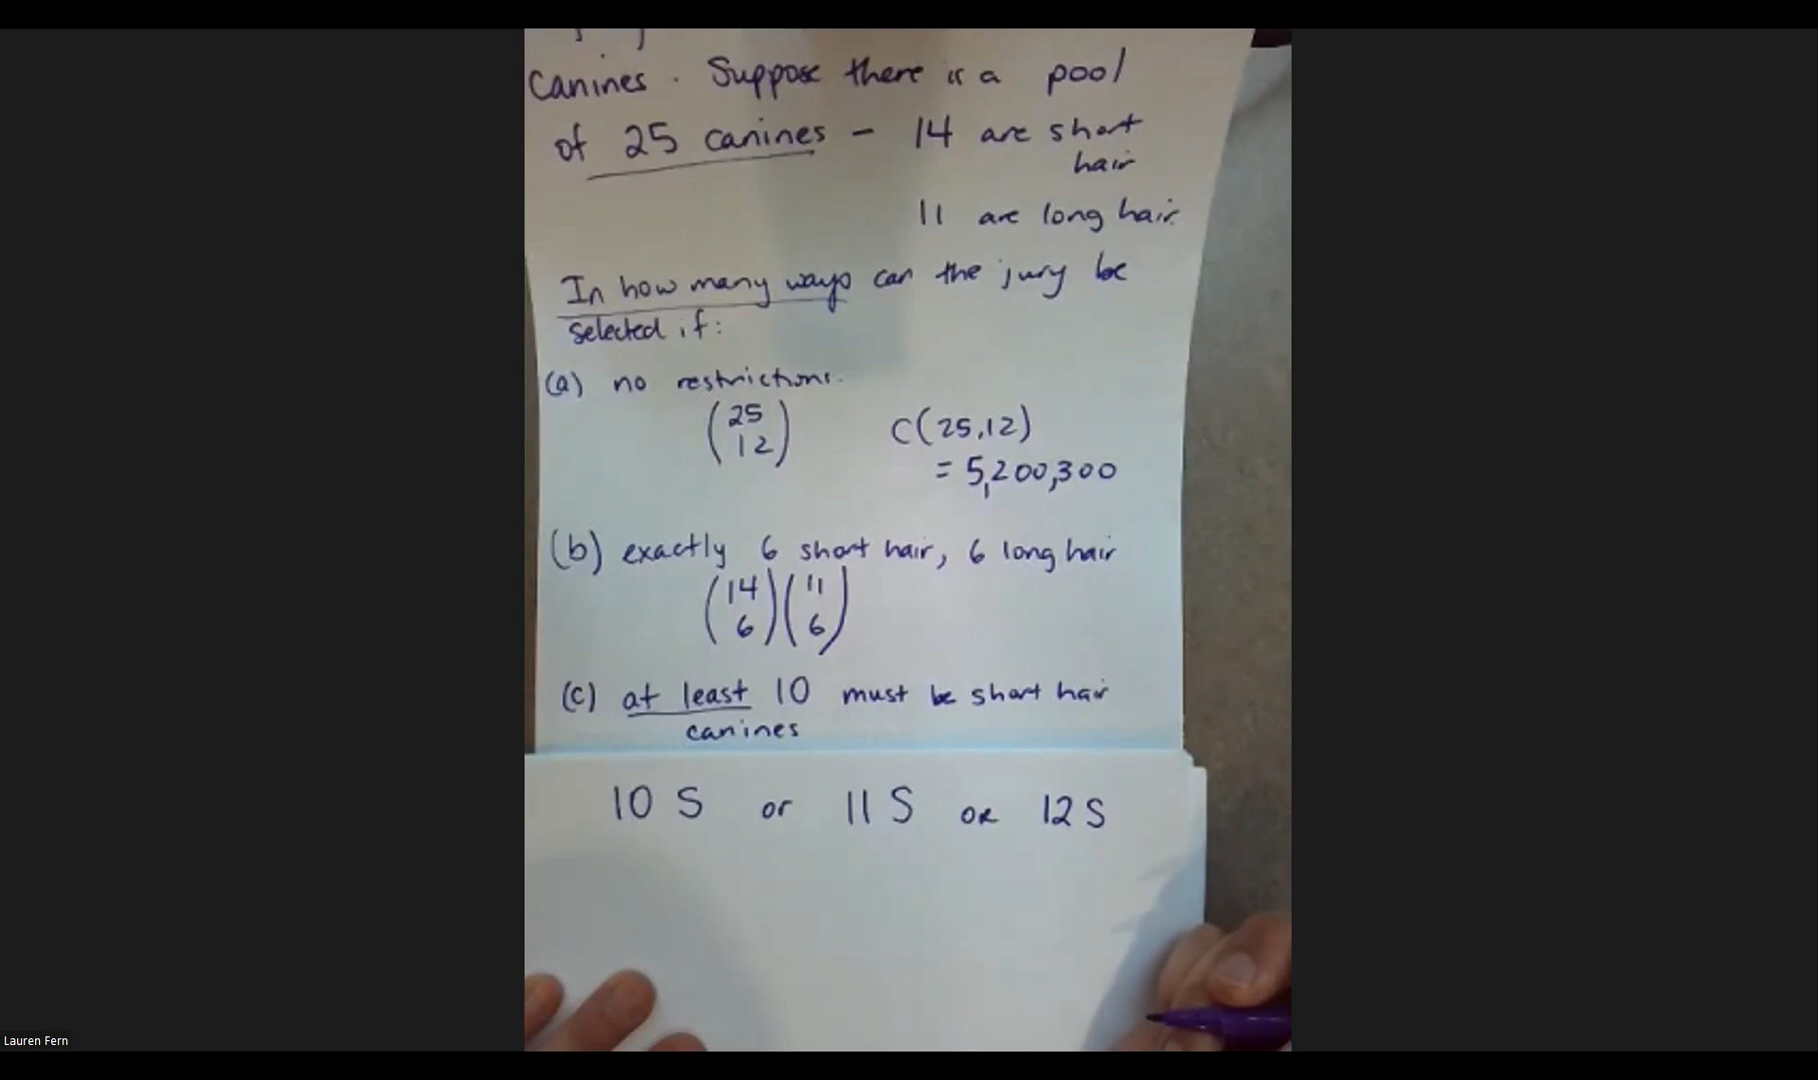 Canines. Suppose there is a pool
of 25 canines - 14 are short
hair
11 are long hair.
In how many ways can the jury be
selected if:
(a) no restrictions.
(25 12) C(25,12)
= 5,200,300
(b) exactly 6 short hair, 6 long hair
(14 6)(11 6)
(c) at least 10 must be short hair
canines
10 S or 11 S or 12 S
Lauren Fern